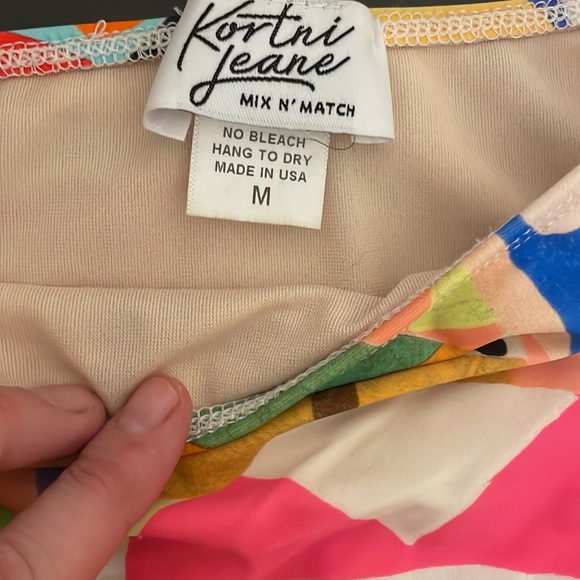 Kortni
Jeane
MIX N' MATCH
NO BLEACH
HANG TO DRY
MADE IN USA
M